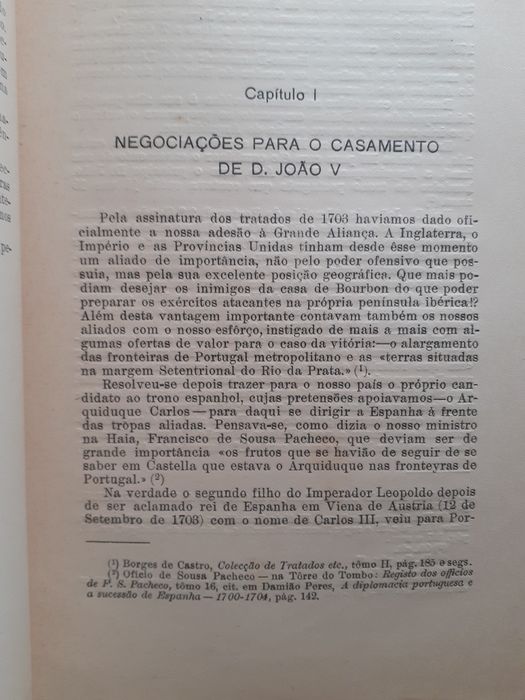 Capítulo I
NEGOCIAÇÕES PARA O CASAMENTO
DE D. JOÃO V
Pela assinatura dos tratados de 1703 havíamos dado ofi-
cialmente a nossa adesão à Grande Aliança. A Inglaterra, o
Império e as Províncias Unidas tinham desde êsse momento
um aliado de importância, não pelo poder ofensivo que pos-
suia, mas pela sua excelente posição geográfica. Que mais po-
diam desejar os inimigos da casa de Bourbon do que poder
preparar os exércitos atacantes na própria península ibérica!?
Além desta vantagem importante contavam também os nossos
aliados com o nosso esfôrço, instigado de mais a mais com al-
gumas ofertas de valor para o caso da vitória:—o alargamento
das fronteiras de Portugal metropolitano e as «terras situadas
na margem Setentrional do Rio da Prata.» (¹).
Resolveu-se depois trazer para o nosso país o próprio can-
didato ao trono espanhol, cujas pretensões apoiavamos—o Ar-
quiduque Carlos—para daqui se dirigir a Espanha à frente
das tropas aliadas. Pensava-se, como dizia o nosso ministro
na Haia, Francisco de Sousa Pacheco, que deviam ser de
grande importância «os frutos que se havião de seguir de se
saber em Castella que estava o Arquiduque nas fronteyras de
Portugal.» (²)
Na verdade o segundo filho do Imperador Leopoldo depois
de ser aclamado rei de Espanha em Viena de Austria (12 de
Setembro de 1703) com o nome de Carlos III, veiu para Por-
(¹) Borges de Castro, Colecção de Tratados etc., tômo II, pág. 185 e segs.
(²) Ofício de Sousa Pacheco — na Tôrre do Tombo: Registo dos officios
de F. S. Pacheco, tômo 16, cit. em Damião Peres, A diplomacia portuguesa e
a sucessão de Espanha — 1700-1704, pág. 142.